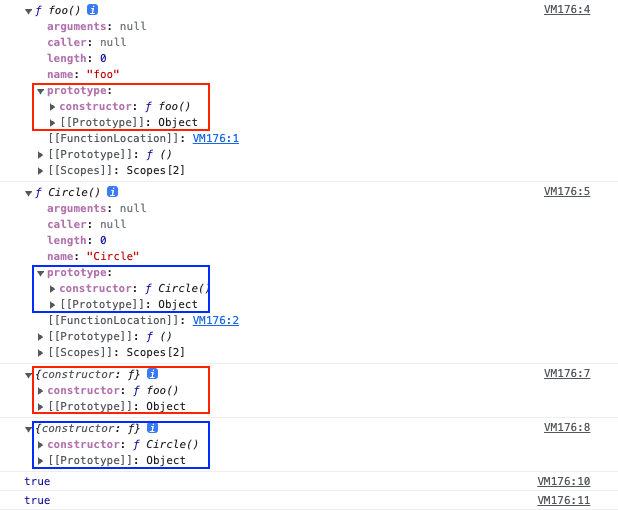 ƒ foo() i VM176:4
arguments: null
caller: null
length: 0
name: "foo"
prototype:
constructor: ƒ foo()
[[Prototype]]: Object
[[FunctionLocation]]: VM176:1
[[Prototype]]: ƒ ()
[[Scopes]]: Scopes[2]
ƒ Circle() i VM176:5
arguments: null
caller: null
length: 0
name: "Circle"
prototype:
constructor: ƒ Circle()
[[Prototype]]: Object
[[FunctionLocation]]: VM176:2
[[Prototype]]: ƒ ()
[[Scopes]]: Scopes[2]
{constructor: ƒ} i VM176:7
constructor: ƒ foo()
[[Prototype]]: Object
{constructor: ƒ} i VM176:8
constructor: ƒ Circle()
[[Prototype]]: Object
true VM176:10
true VM176:11